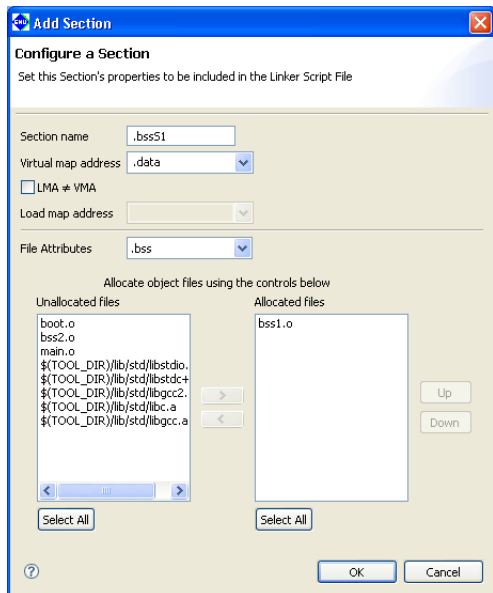 GNU Add Section
Configure a Section
Set this Section's properties to be included in the Linker Script File
Section name .bssS1
Virtual map address .data
LMA ≠ VMA
Load map address
File Attributes .bss
Allocate object files using the controls below
Unallocated files Allocated files
boot.o bss1.o
bss2.o
main.o
$(TOOL_DIR)/lib/std/libstdio.
$(TOOL_DIR)/lib/std/libstdc+
$(TOOL_DIR)/lib/std/libgcc2.
$(TOOL_DIR)/lib/std/libc.a
$(TOOL_DIR)/lib/std/libgcc.a
> Up
< Down
Select All Select All
? OK Cancel